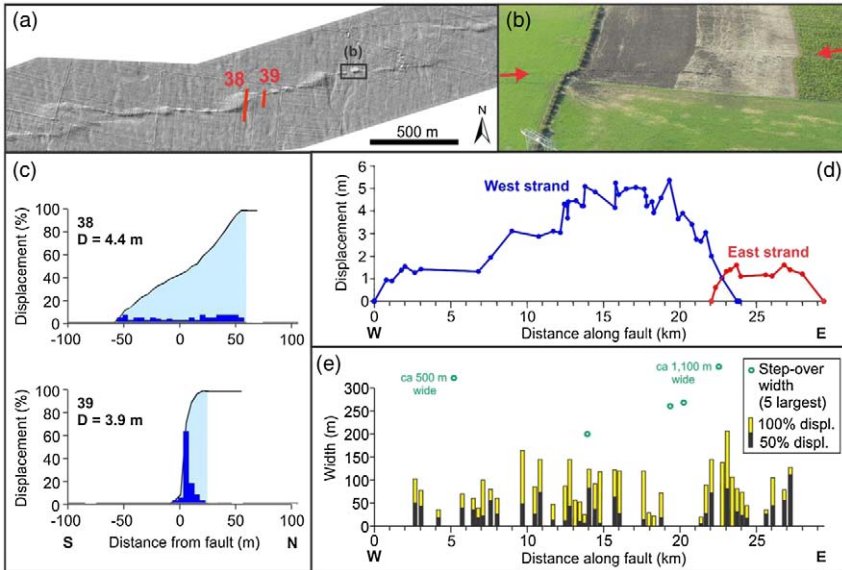 (a)
38
39
(b)
N
500 m
(b)
(c)
Displacement (%)
100
80
60
40
20
0
38
D = 4.4 m
-100
-50
0
50
100
Displacement (%)
100
80
60
40
20
0
39
D = 3.9 m
-100
-50
0
50
100
S
Distance from fault (m)
N
(d)
Displacement (m)
6
5
4
3
2
1
0
West strand
East strand
0
5
10
15
20
25
W
Distance along fault (km)
E
(e)
Width (m)
300
250
200
150
100
50
0
ca 500 m
wide
ca 1,100 m
wide
Step-over
width
(5 largest)
100% displ.
50% displ.
0
5
10
15
20
25
W
Distance along fault (km)
E